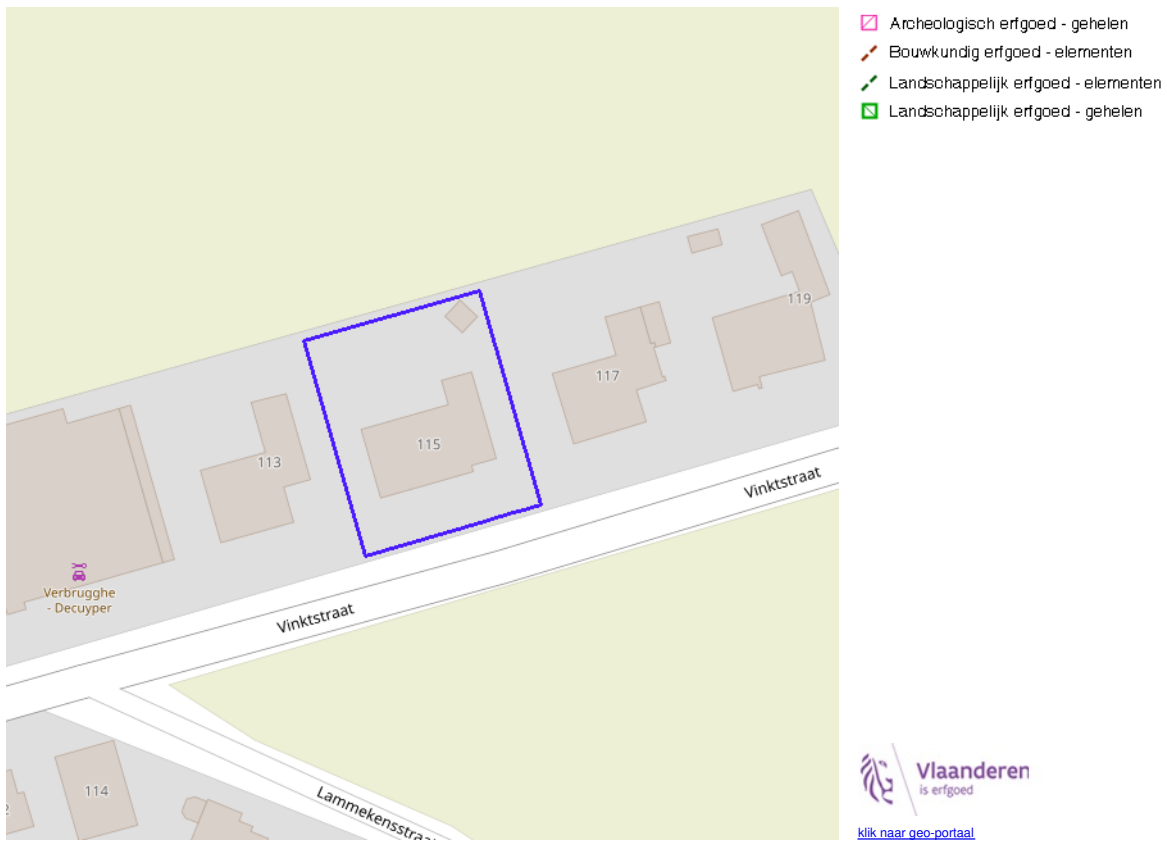 Archeologisch erfgoed - gehelen
Bouwkundig erfgoed - elementen
Landschappelijk erfgoed - elementen
Landschappelijk erfgoed - gehelen
119
117
115
113
Vinktstraat
Verbrugghe
- Decuyper
Vinktstraat
114
Vlaanderen
is erfgoed
klik naar geo-portaal